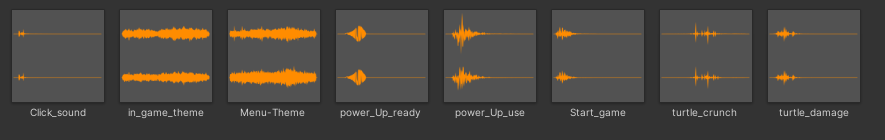 Click_sound
in_game_theme
Menu-Theme
power_Up_ready
power_Up_use
Start_game
turtle_crunch
turtle_damage